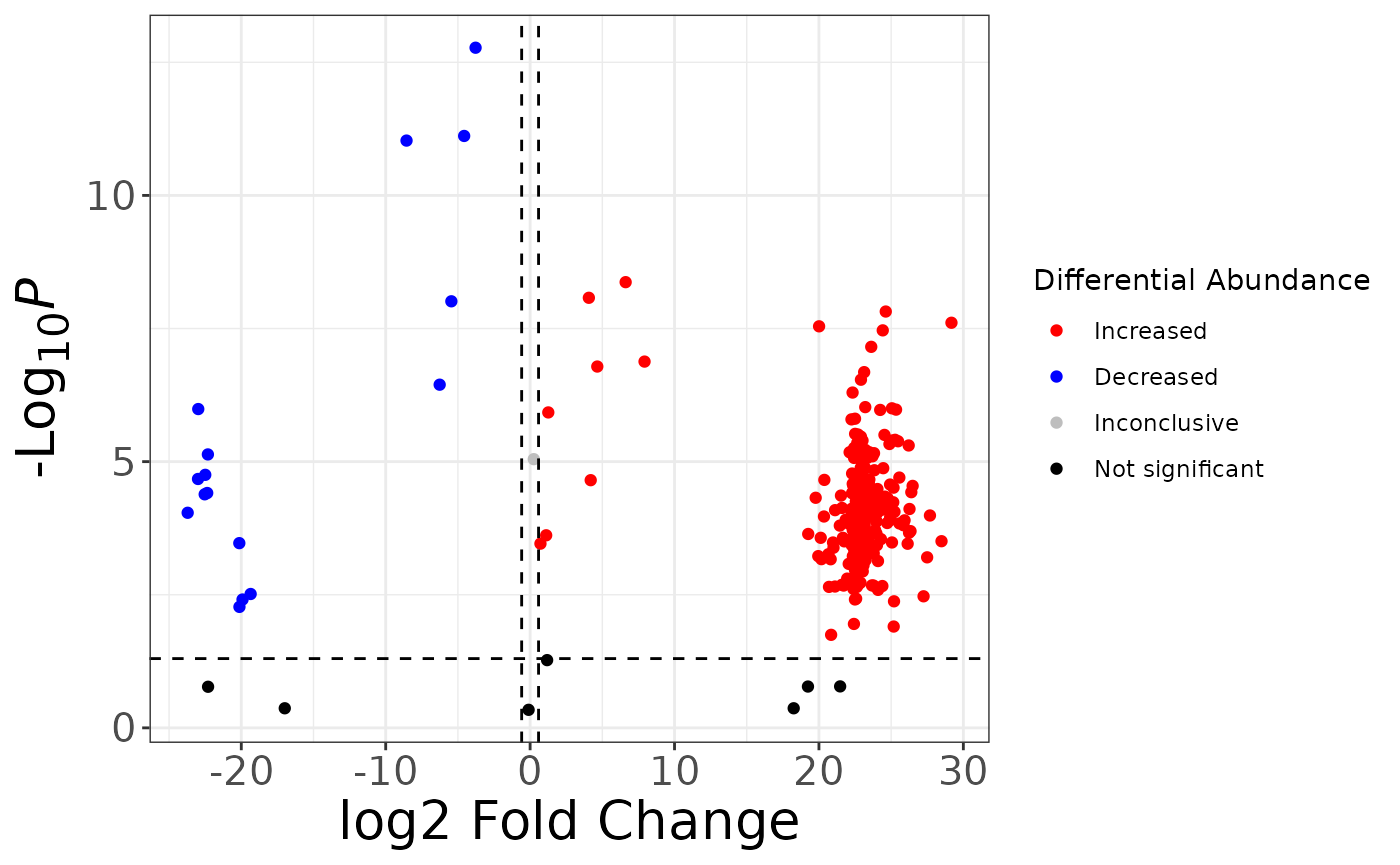 -Log10P
10
5
0
-20
-10
0
10
20
30
log2 Fold Change
Differential Abundance
Increased
Decreased
Inconclusive
Not significant